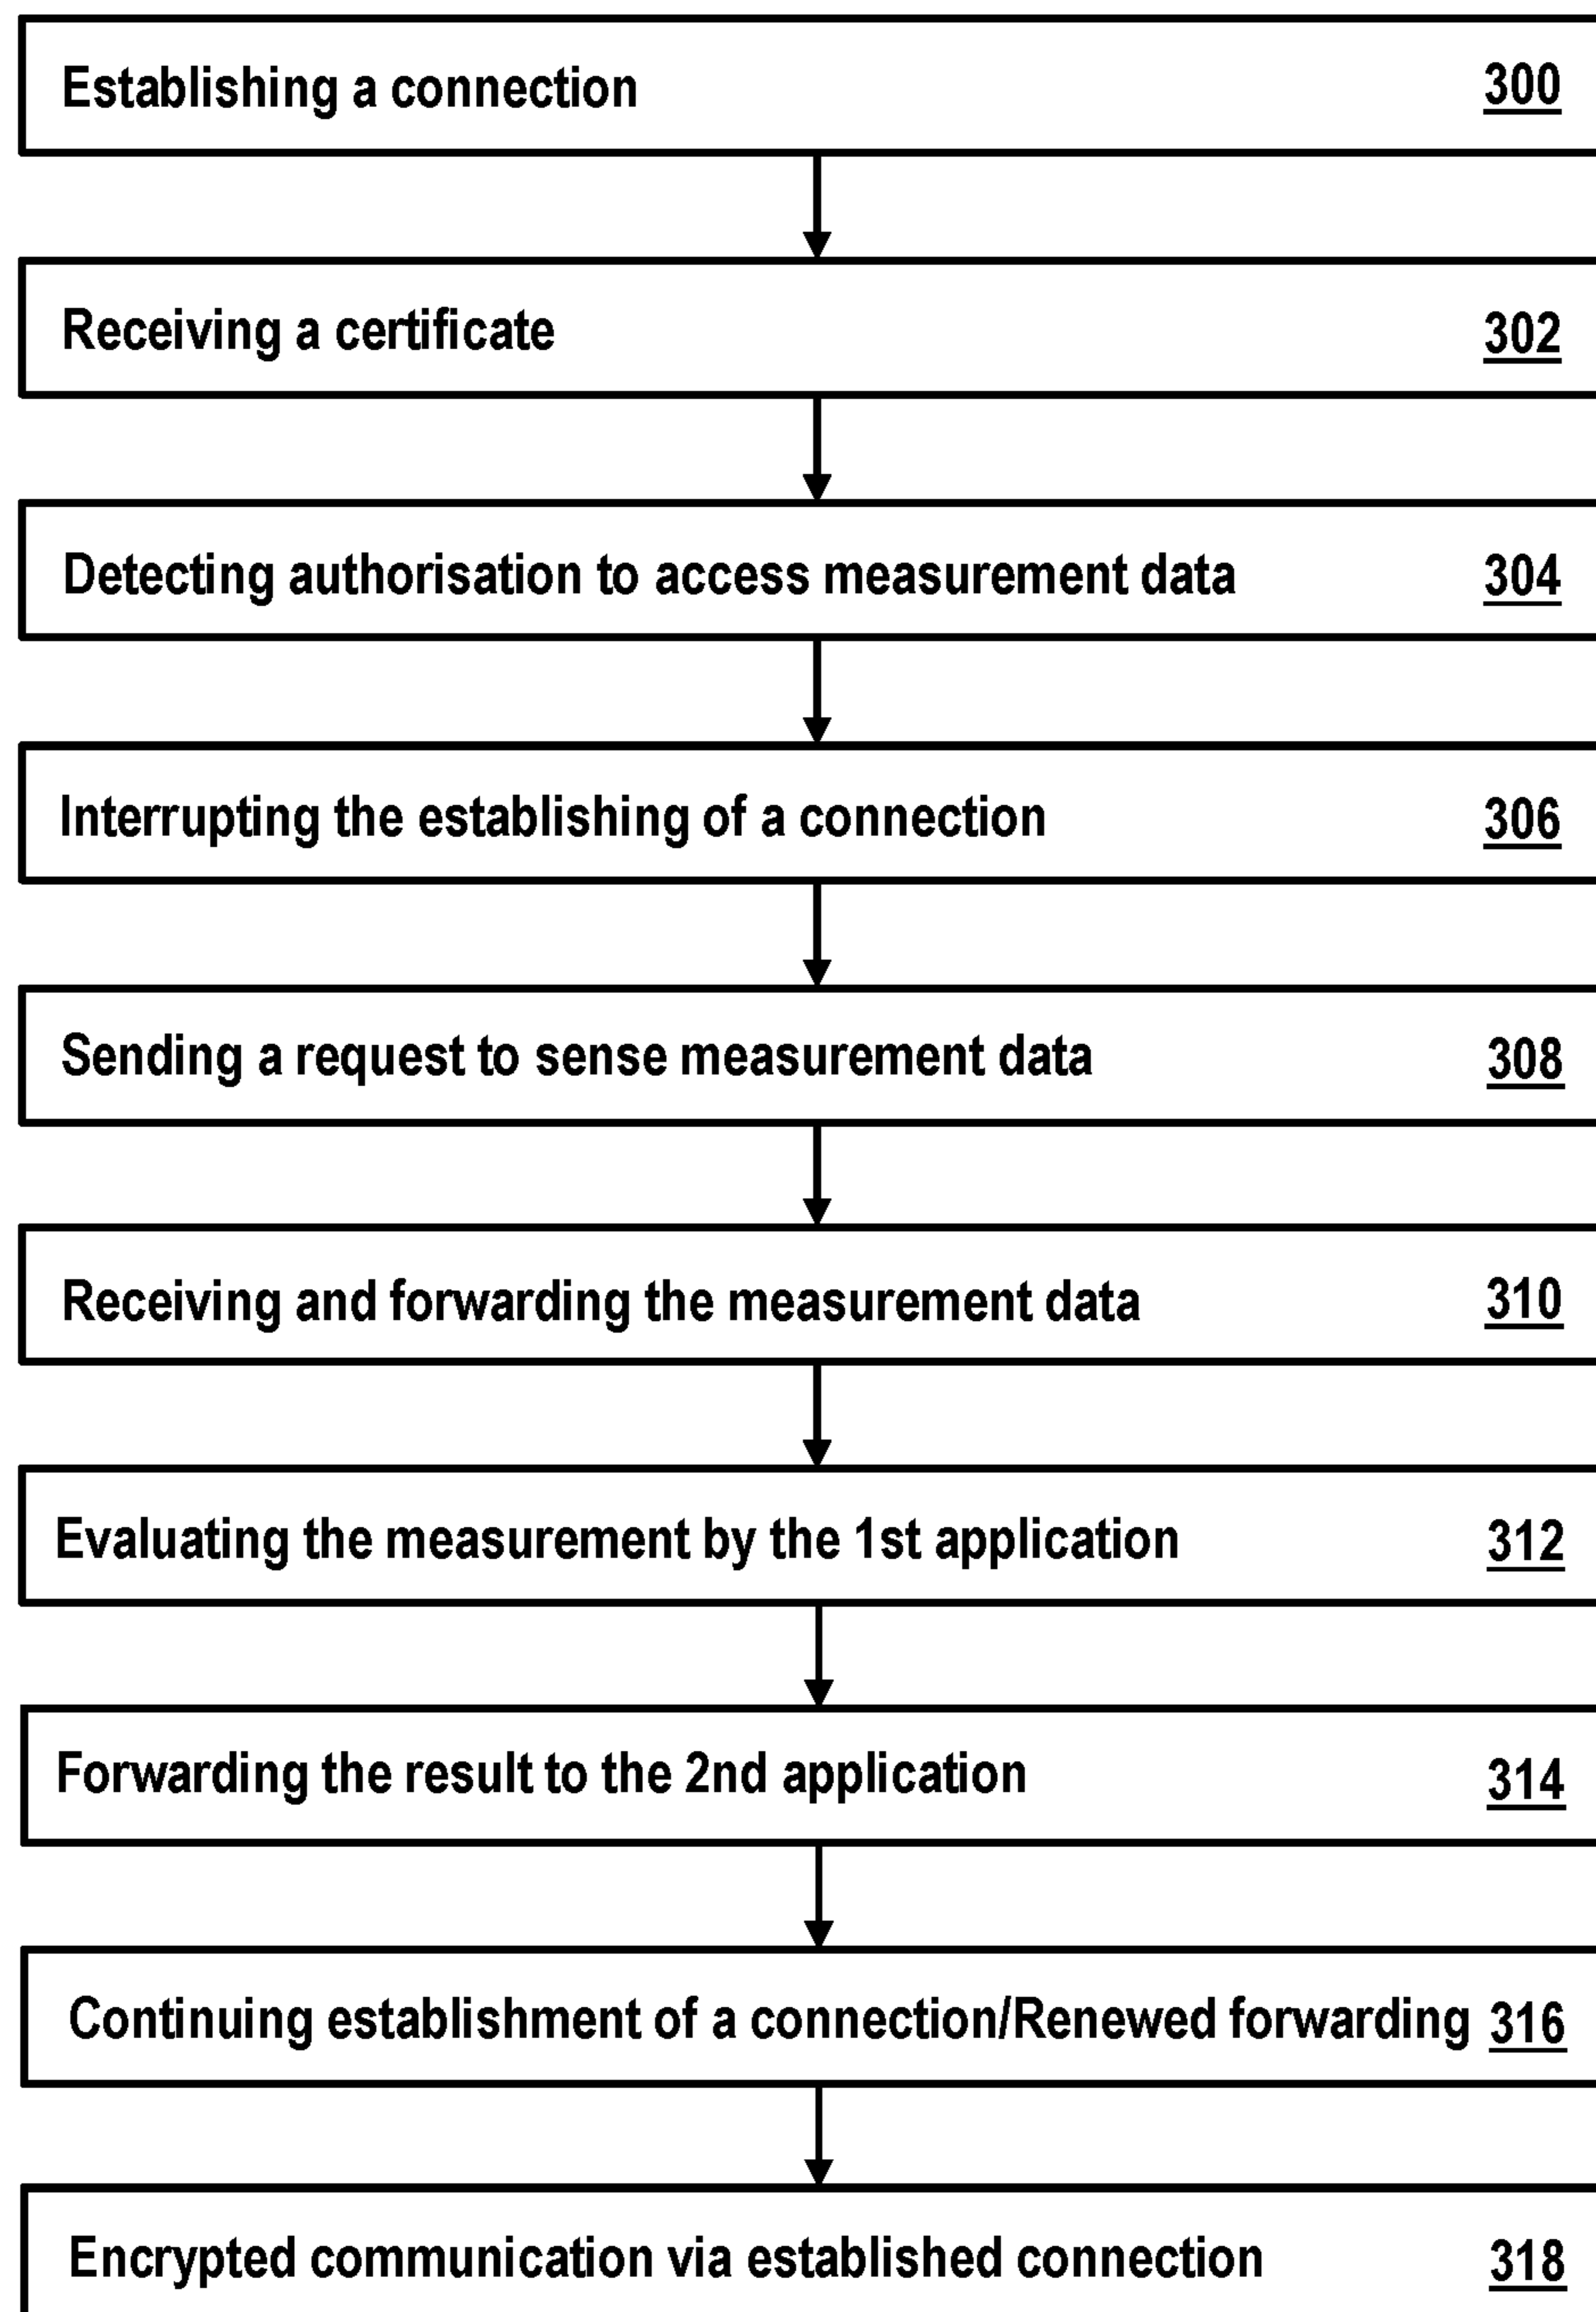 Establishing a connection 300
Receiving a certificate 302
Detecting authorisation to access measurement data 304
Interrupting the establishing of a connection 306
Sending a request to sense measurement data 308
Receiving and forwarding the measurement data 310
Evaluating the measurement by the 1st application 312
Forwarding the result to the 2nd application 314
Continuing establishment of a connection/Renewed forwarding 316
Encrypted communication via established connection 318